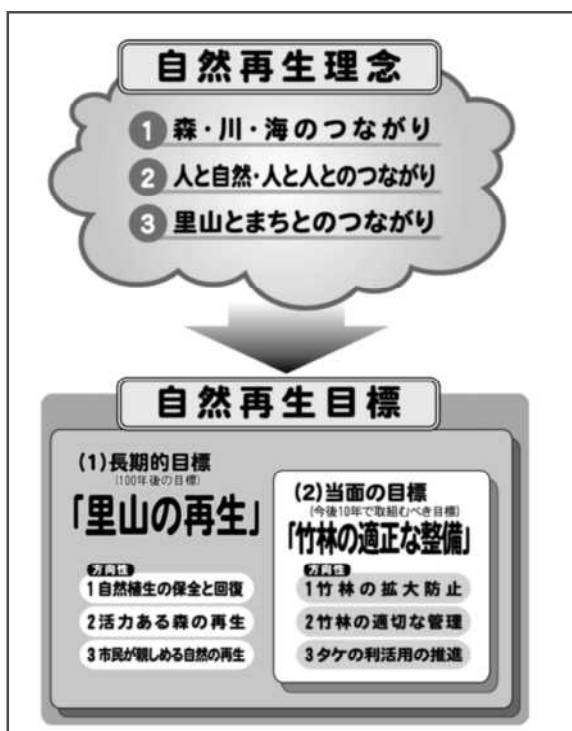 自然再生理念
1 森・川・海のつながり
2 人と自然・人と人とのつながり
3 里山とまちとのつながり
自然再生目標
(1)長期的目標
(100年後の目標)
「里山の再生」
方向性
1 自然植生の保全と回復
2 活力ある森の再生
3 市民が親しめる自然の再生
(2)当面の目標
(今後10年で取組むべき目標)
「竹林の適正な整備」
方向性
1 竹林の拡大防止
2 竹林の適切な管理
3 タケの利活用の推進